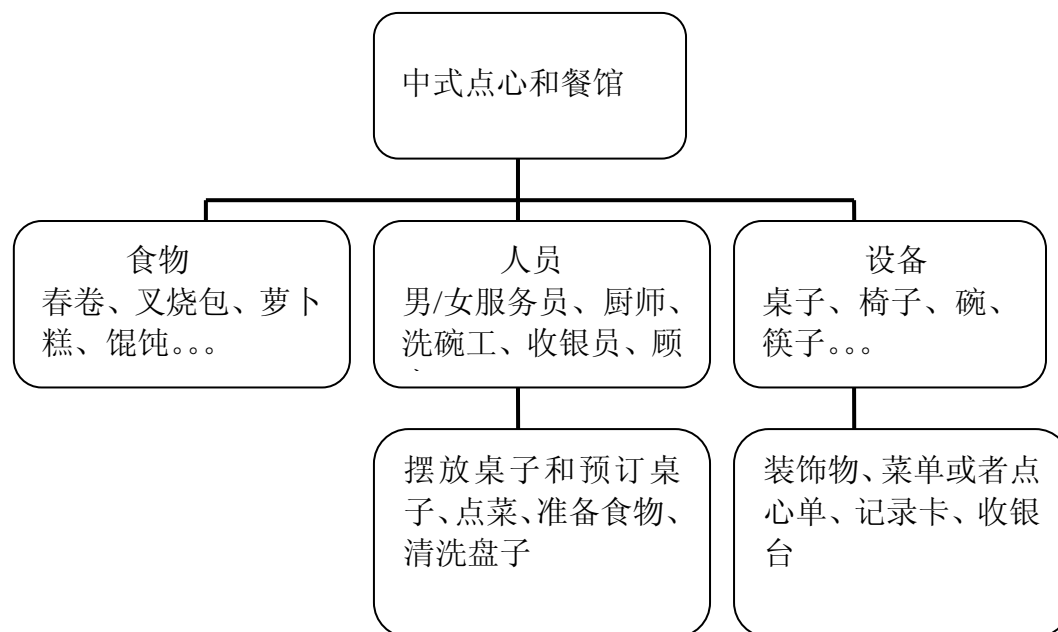 中式点心和餐馆
食物
春卷、叉烧包、萝卜
糕、馄饨。。。
人员
男/女服务员、厨师、
洗碗工、收银员、顾
设备
桌子、椅子、碗、
筷子。。。
摆放桌子和预订桌
子、点菜、准备食物、
清洗盘子
装饰物、菜单或者点
心单、记录卡、收银
台